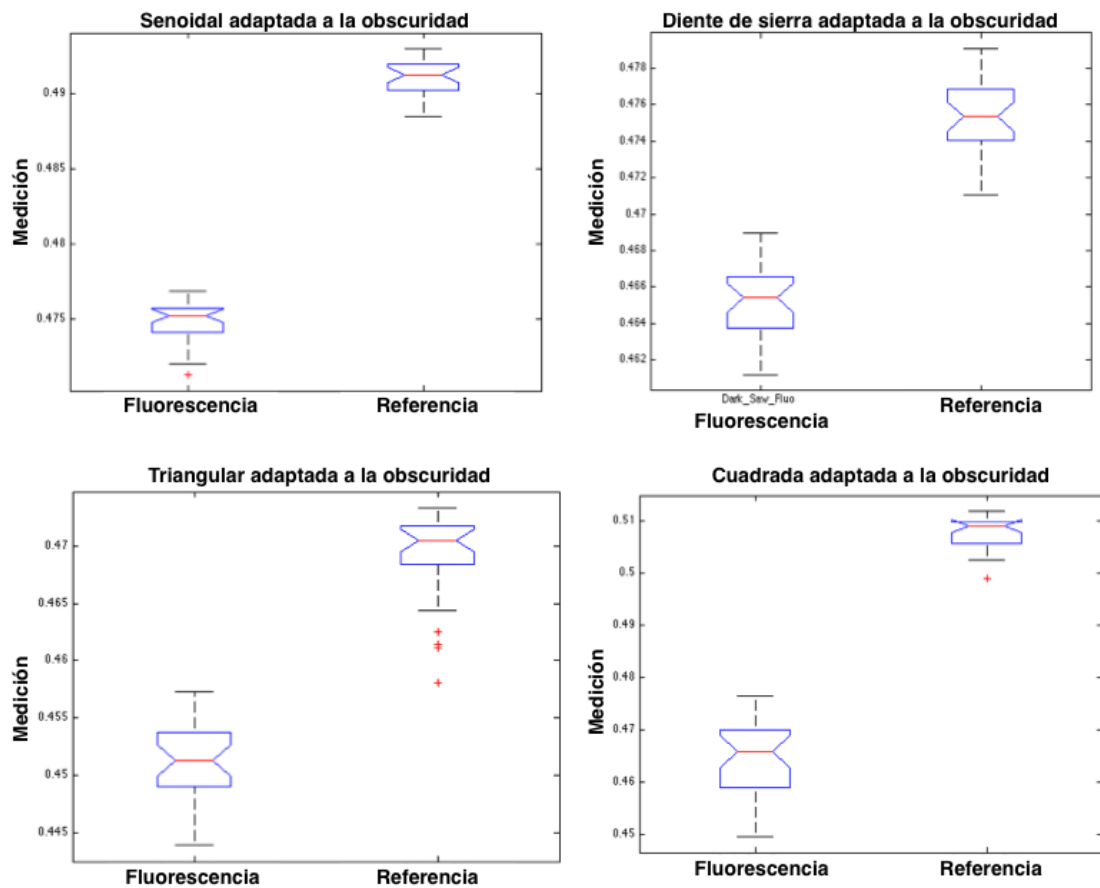 Senoidal adaptada a la obscuridad
0.49
0.485
0.48
0.475
Medición
Fluorescencia Referencia
Diente de sierra adaptada a la obscuridad
0.478
0.476
0.474
0.472
0.47
0.468
0.466
0.464
0.462
Medición
Dark_Saw_Fluo
Fluorescencia Referencia
Triangular adaptada a la obscuridad
0.47
0.465
0.46
0.455
0.45
0.445
Medición
Fluorescencia Referencia
Cuadrada adaptada a la obscuridad
0.51
0.5
0.49
0.48
0.47
0.46
0.45
Medición
Fluorescencia Referencia